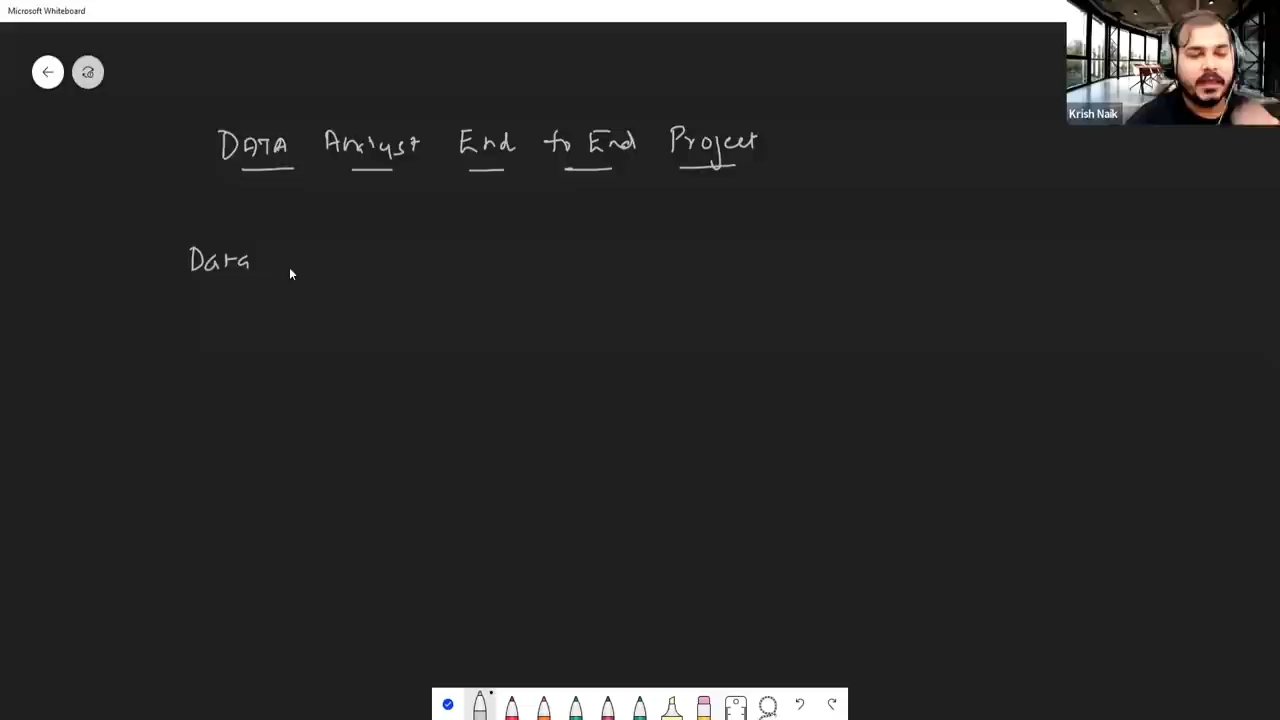 Microsoft Whiteboard
Krish Naik
DATA Analyst End to End Project
Data